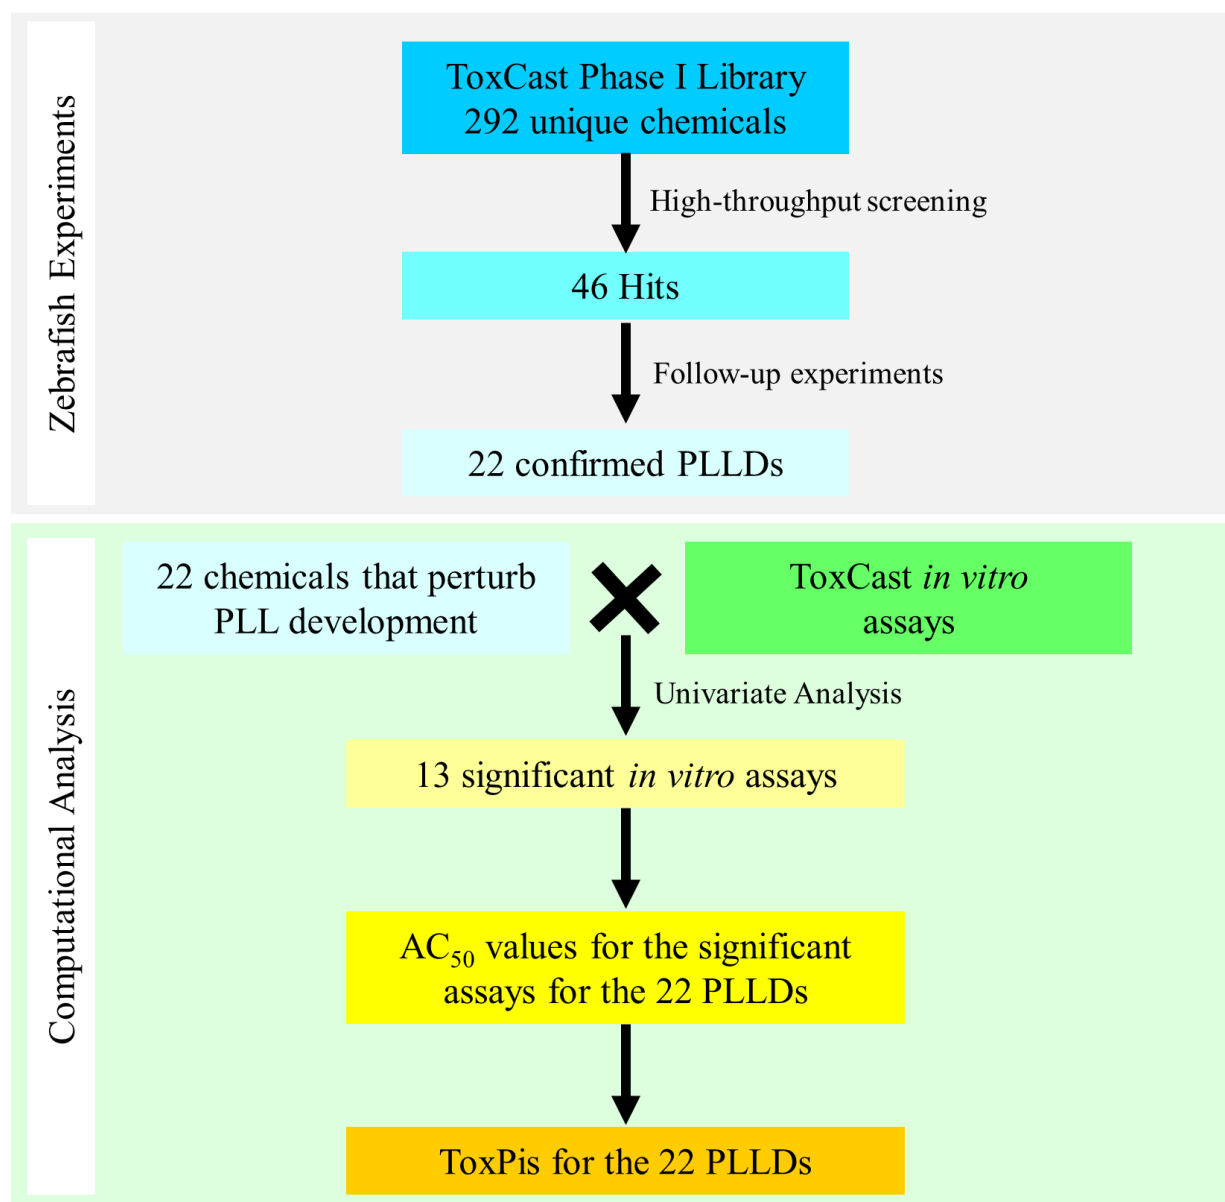 Zebrafish Experiments
ToxCast Phase I Library
292 unique chemicals
High-throughput screening
46 Hits
Follow-up experiments
22 confirmed PLLDs
Computational Analysis
22 chemicals that perturb
PLL development
ToxCast in vitro
assays
Univariate Analysis
13 significant in vitro assays
AC50 values for the significant
assays for the 22 PLLDs
ToxPis for the 22 PLLDs